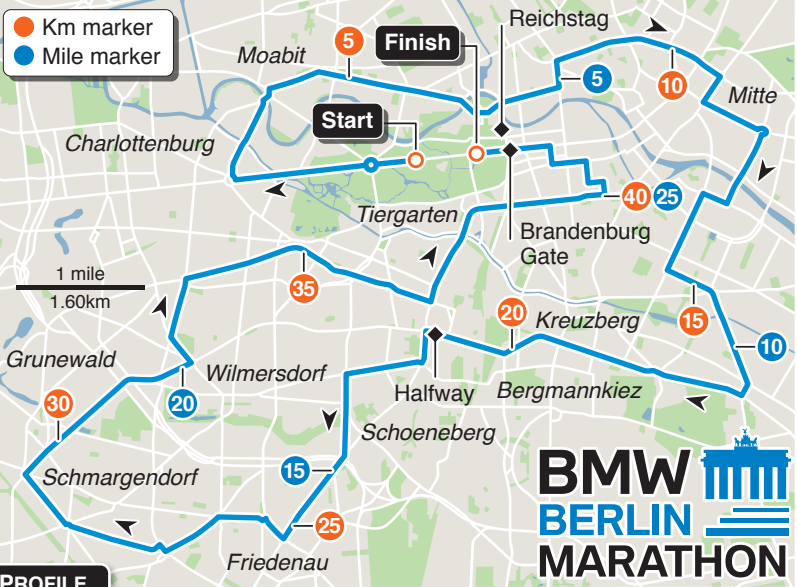 Km marker
Mile marker
Reichstag
Moabit
5
Finish
5
10
Mitte
Start
Charlottenburg
Tiergarten
40
25
Brandenburg
Gate
1 mile
1.60km
35
20
Kreuzberg
15
10
Grunewald
Wilmersdorf
Halfway
Bergmannkiez
30
20
Schoeneberg
Schmargendorf
15
25
Friedenau
BMW
BERLIN
MARATHON
PROFILE